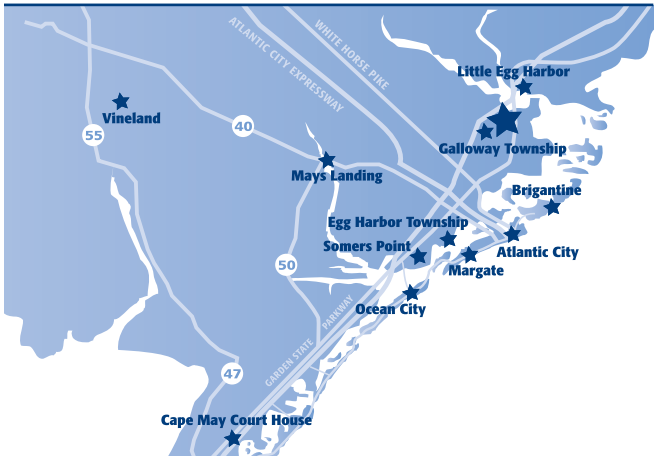 WHITE HORSE PIKE
ATLANTIC CITY EXPRESSWAY
Little Egg Harbor
Vineland
40
55
Galloway Township
Mays Landing
Brigantine
Egg Harbor Township
Somers Point
Atlantic City
50
Margate
Ocean City
GARDEN STATE PARKWAY
47
Cape May Court House